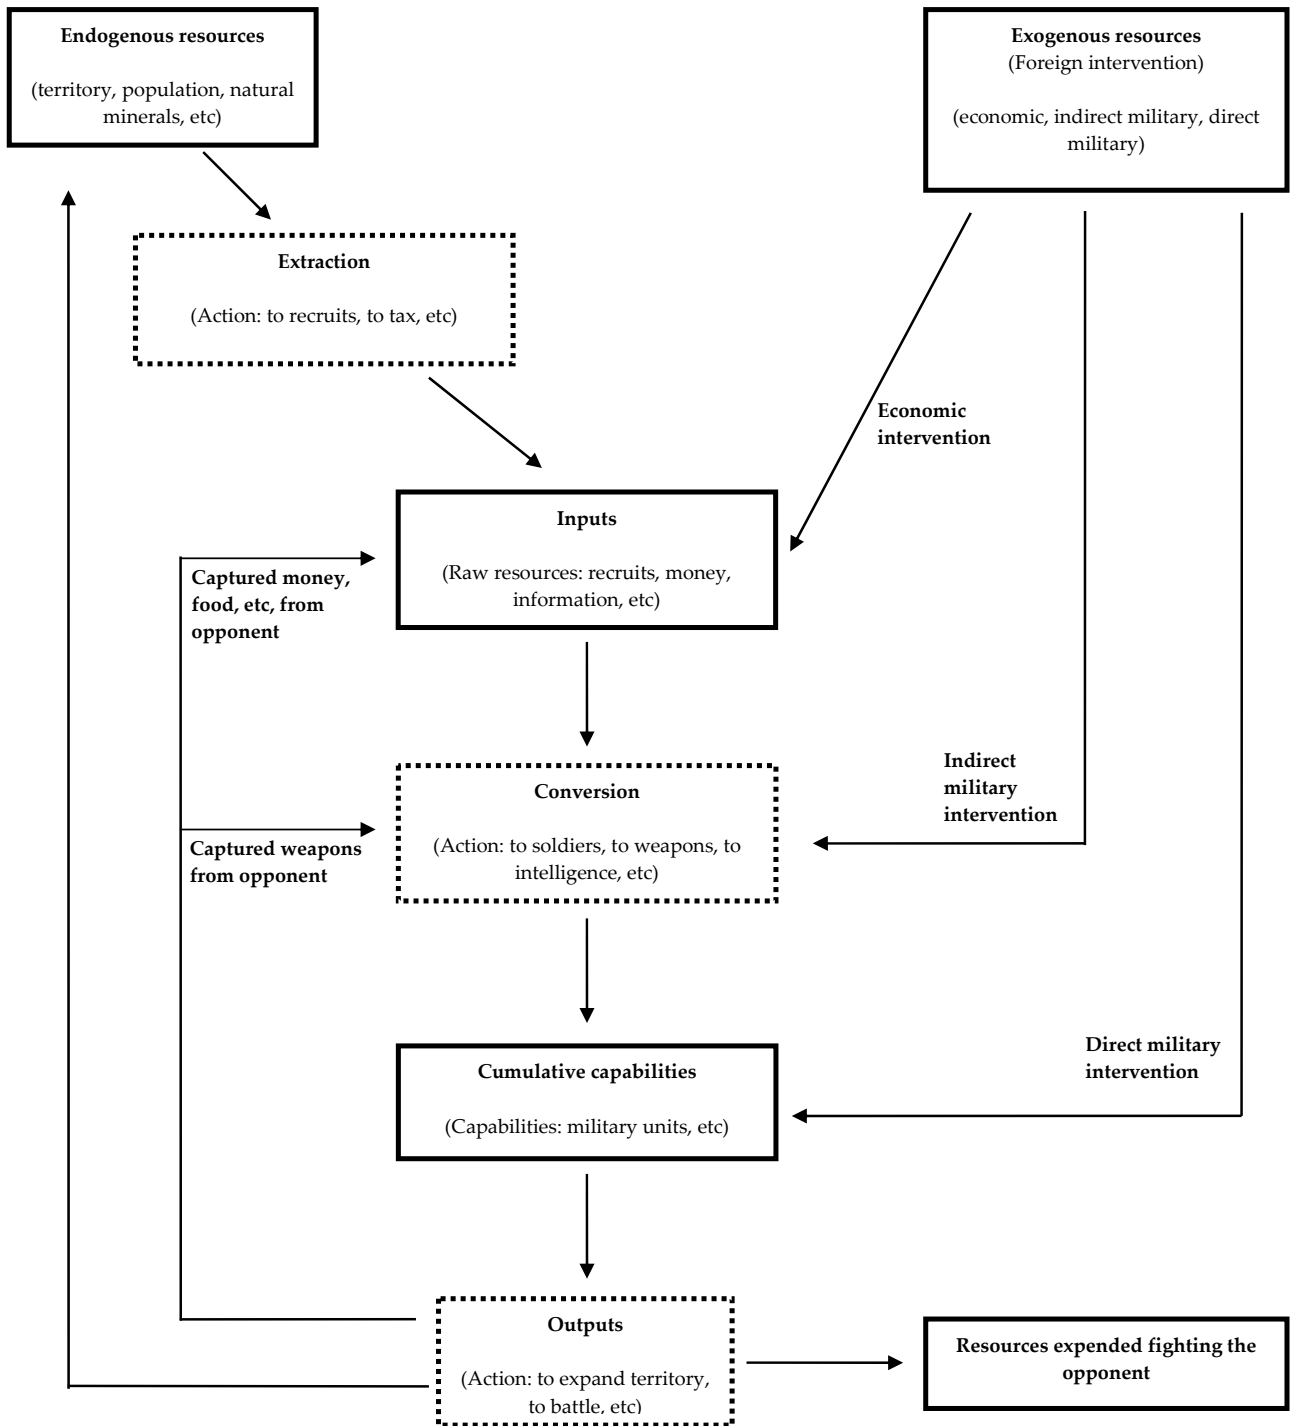 Endogenous resources
(territory, population, natural
minerals, etc)
Exogenous resources
(Foreign intervention)
(economic, indirect military, direct
military)
Extraction
(Action: to recruits, to tax, etc)
Economic
intervention
Inputs
(Raw resources: recruits, money,
information, etc)
Captured money,
food, etc, from
opponent
Indirect
military
intervention
Conversion
(Action: to soldiers, to weapons, to
intelligence, etc)
Captured weapons
from opponent
Direct military
intervention
Cumulative capabilities
(Capabilities: military units, etc)
Outputs
(Action: to expand territory,
to battle, etc)
Resources expended fighting the
opponent